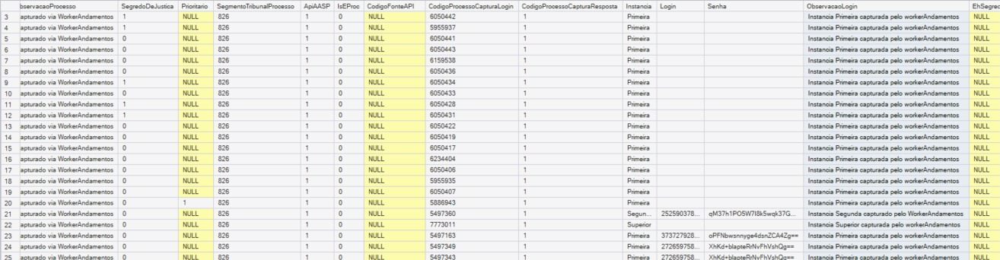 bservacaoProcesso SegredoDeJustica Prioritario SegmentoTribunalProcesso ApiAASP IsEProc CodigoFonteAPI CodigoProcessoCapturaLogin CodigoProcessoCapturaResposta Instancia Login Senha ObservacaoLogin EhSegred
3 apturado via WorkerAndamentos 1 NULL 826 1 0 NULL 6050442 1 Primeira Instancia Primeira capturada pelo workerAndamentos NULL
4 apturado via WorkerAndamentos 1 NULL 826 1 0 NULL 5955937 1 Primeira Instancia Primeira capturada pelo workerAndamentos NULL
5 apturado via WorkerAndamentos 0 NULL 826 1 0 NULL 6050441 1 Primeira Instancia Primeira capturada pelo workerAndamentos NULL
6 apturado via WorkerAndamentos 0 NULL 826 1 0 NULL 6050443 1 Primeira Instancia Primeira capturada pelo workerAndamentos NULL
7 apturado via WorkerAndamentos 0 NULL 826 1 0 NULL 6159538 1 Primeira Instancia Primeira capturada pelo workerAndamentos NULL
8 apturado via WorkerAndamentos 0 NULL 826 1 0 NULL 6050436 1 Primeira Instancia Primeira capturada pelo workerAndamentos NULL
9 apturado via WorkerAndamentos 1 NULL 826 1 0 NULL 6050434 1 Primeira Instancia Primeira capturada pelo workerAndamentos NULL
10 apturado via WorkerAndamentos 0 NULL 826 1 0 NULL 6050433 1 Primeira Instancia Primeira capturada pelo workerAndamentos NULL
11 apturado via WorkerAndamentos 1 NULL 826 1 0 NULL 6050428 1 Primeira Instancia Primeira capturada pelo workerAndamentos NULL
12 apturado via WorkerAndamentos 1 NULL 826 1 0 NULL 6050431 1 Primeira Instancia Primeira capturada pelo workerAndamentos NULL
13 apturado via WorkerAndamentos 0 NULL 826 1 0 NULL 6050422 1 Primeira Instancia Primeira capturada pelo workerAndamentos NULL
14 apturado via WorkerAndamentos 0 NULL 826 1 0 NULL 6050419 1 Primeira Instancia Primeira capturada pelo workerAndamentos NULL
15 apturado via WorkerAndamentos 0 NULL 826 1 0 NULL 6050417 1 Primeira Instancia Primeira capturada pelo workerAndamentos NULL
16 apturado via WorkerAndamentos 0 NULL 826 1 0 NULL 6234404 1 Primeira Instancia Primeira capturada pelo workerAndamentos NULL
17 apturado via WorkerAndamentos 0 NULL 826 1 0 NULL 6050406 1 Primeira Instancia Primeira capturada pelo workerAndamentos NULL
18 apturado via WorkerAndamentos 0 NULL 826 1 0 NULL 5955935 1 Primeira Instancia Primeira capturada pelo workerAndamentos NULL
19 apturado via WorkerAndamentos 0 NULL 826 1 0 NULL 6050407 1 Primeira Instancia Primeira capturada pelo workerAndamentos NULL
20 apturado via WorkerAndamentos 0 1 826 1 0 NULL 5886943 1 Primeira Instancia Primeira capturada pelo workerAndamentos NULL
21 apturado via WorkerAndamentos 0 NULL 826 1 0 NULL 5497360 1 Segun... 252590378... qM37h1PO5W7I8k5wqk37G... Instancia Segunda capturado pelo WorkerAndamentos NULL
22 apturado via WorkerAndamentos 0 NULL 826 1 0 NULL 7773011 1 Superior Instancia Superior capturada pelo workerAndamentos NULL
23 apturado via WorkerAndamentos 0 NULL 826 1 0 NULL 5497163 1 Primeira 373727928... oPFNbwsnnyge4dsnZCA4Zg== Instancia Primeira capturada pelo workerAndamentos NULL
24 apturado via WorkerAndamentos 0 NULL 826 1 0 NULL 5497349 1 Primeira 272659758... XhKd+blapteRrNvFhVshQg== Instancia Primeira capturada pelo workerAndamentos NULL
25 apturado via WorkerAndamentos 0 NULL 826 1 0 NULL 5497343 1 Primeira 272659758... XhKd+blapteRrNvFhVshQg== Instancia Primeira capturada pelo workerAndamentos NULL